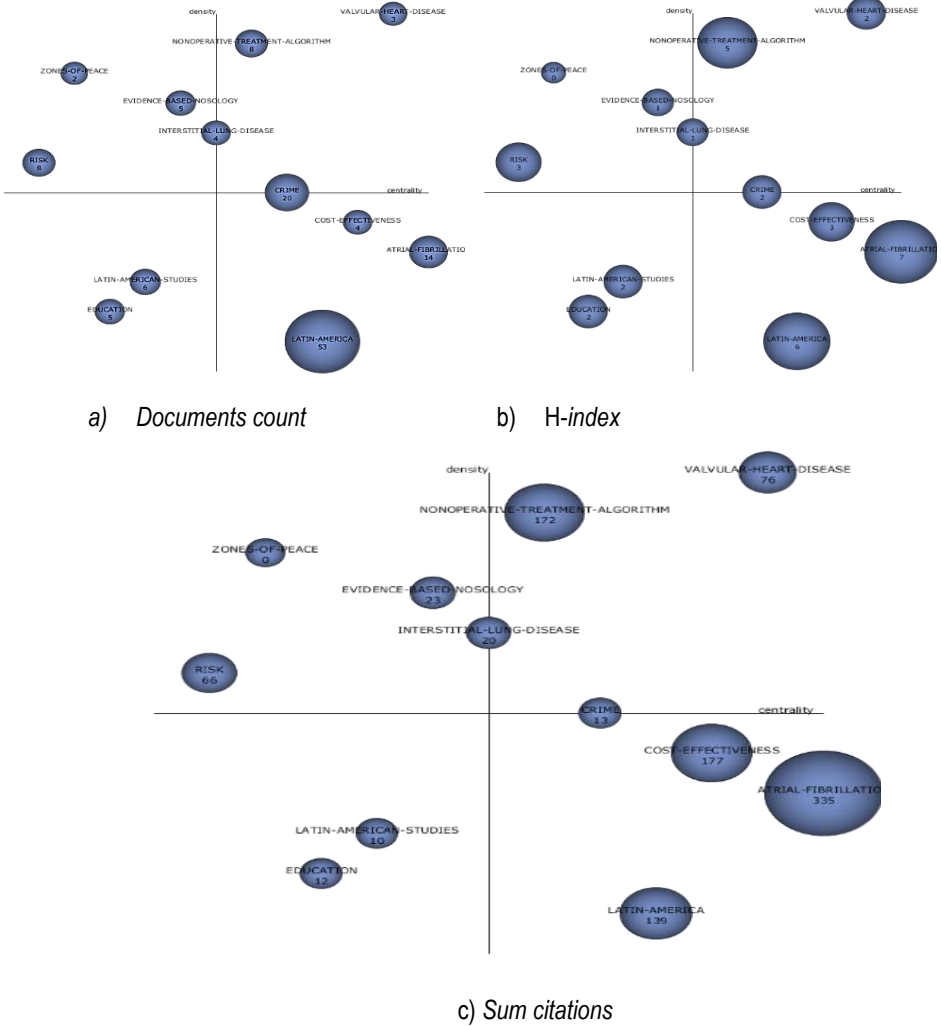 density
VALVULAR-HEART-DISEASE
3
NONOPERATIVE-TREATMENT-ALGORITHM
8
ZONES-OF-PEACE
2
EVIDENCE-BASED-NOSOLOGY
5
INTERSTITIAL-LUNG-DISEASE
4
RISK
8
centrality
CRIME
20
COST-EFFECTIVENESS
4
ATRIAL-FIBRILLATIO
14
LATIN-AMERICAN-STUDIES
6
EDUCATION
5
LATIN-AMERICA
53
a) Documents count
density
VALVULAR-HEART-DISEASE
2
NONOPERATIVE-TREATMENT-ALGORITHM
5
ZONES-OF-PEACE
0
EVIDENCE-BASED-NOSOLOGY
1
INTERSTITIAL-LUNG-DISEASE
1
RISK
3
centrality
CRIME
2
COST-EFFECTIVENESS
3
ATRIAL-FIBRILLATIO
7
LATIN-AMERICAN-STUDIES
2
EDUCATION
2
LATIN-AMERICA
6
b) H-index
density
VALVULAR-HEART-DISEASE
76
NONOPERATIVE-TREATMENT-ALGORITHM
172
ZONES-OF-PEACE
0
EVIDENCE-BASED-NOSOLOGY
23
INTERSTITIAL-LUNG-DISEASE
20
RISK
66
centrality
CRIME
13
COST-EFFECTIVENESS
177
ATRIAL-FIBRILLATIO
335
LATIN-AMERICAN-STUDIES
10
EDUCATION
12
LATIN-AMERICA
139
c) Sum citations